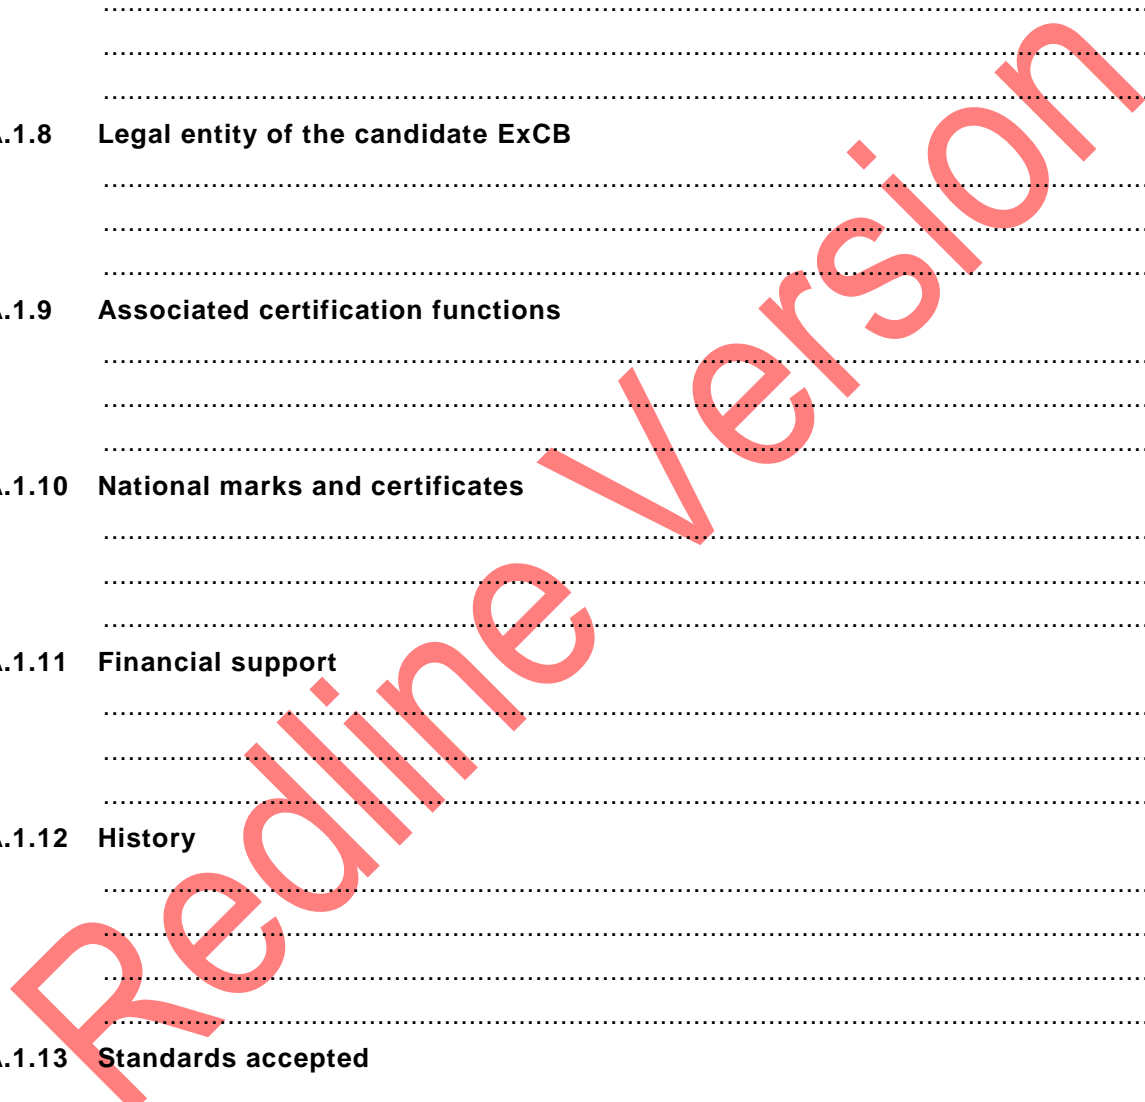 ................................................................................
................................................................................
................................................................................
A.1.8 Legal entity of the candidate ExCB
................................................................................
................................................................................
................................................................................
A.1.9 Associated certification functions
................................................................................
................................................................................
................................................................................
A.1.10 National marks and certificates
................................................................................
................................................................................
................................................................................
A.1.11 Financial support
................................................................................
................................................................................
................................................................................
A.1.12 History
................................................................................
................................................................................
................................................................................
................................................................................
A.1.13 Standards accepted
Redline Version